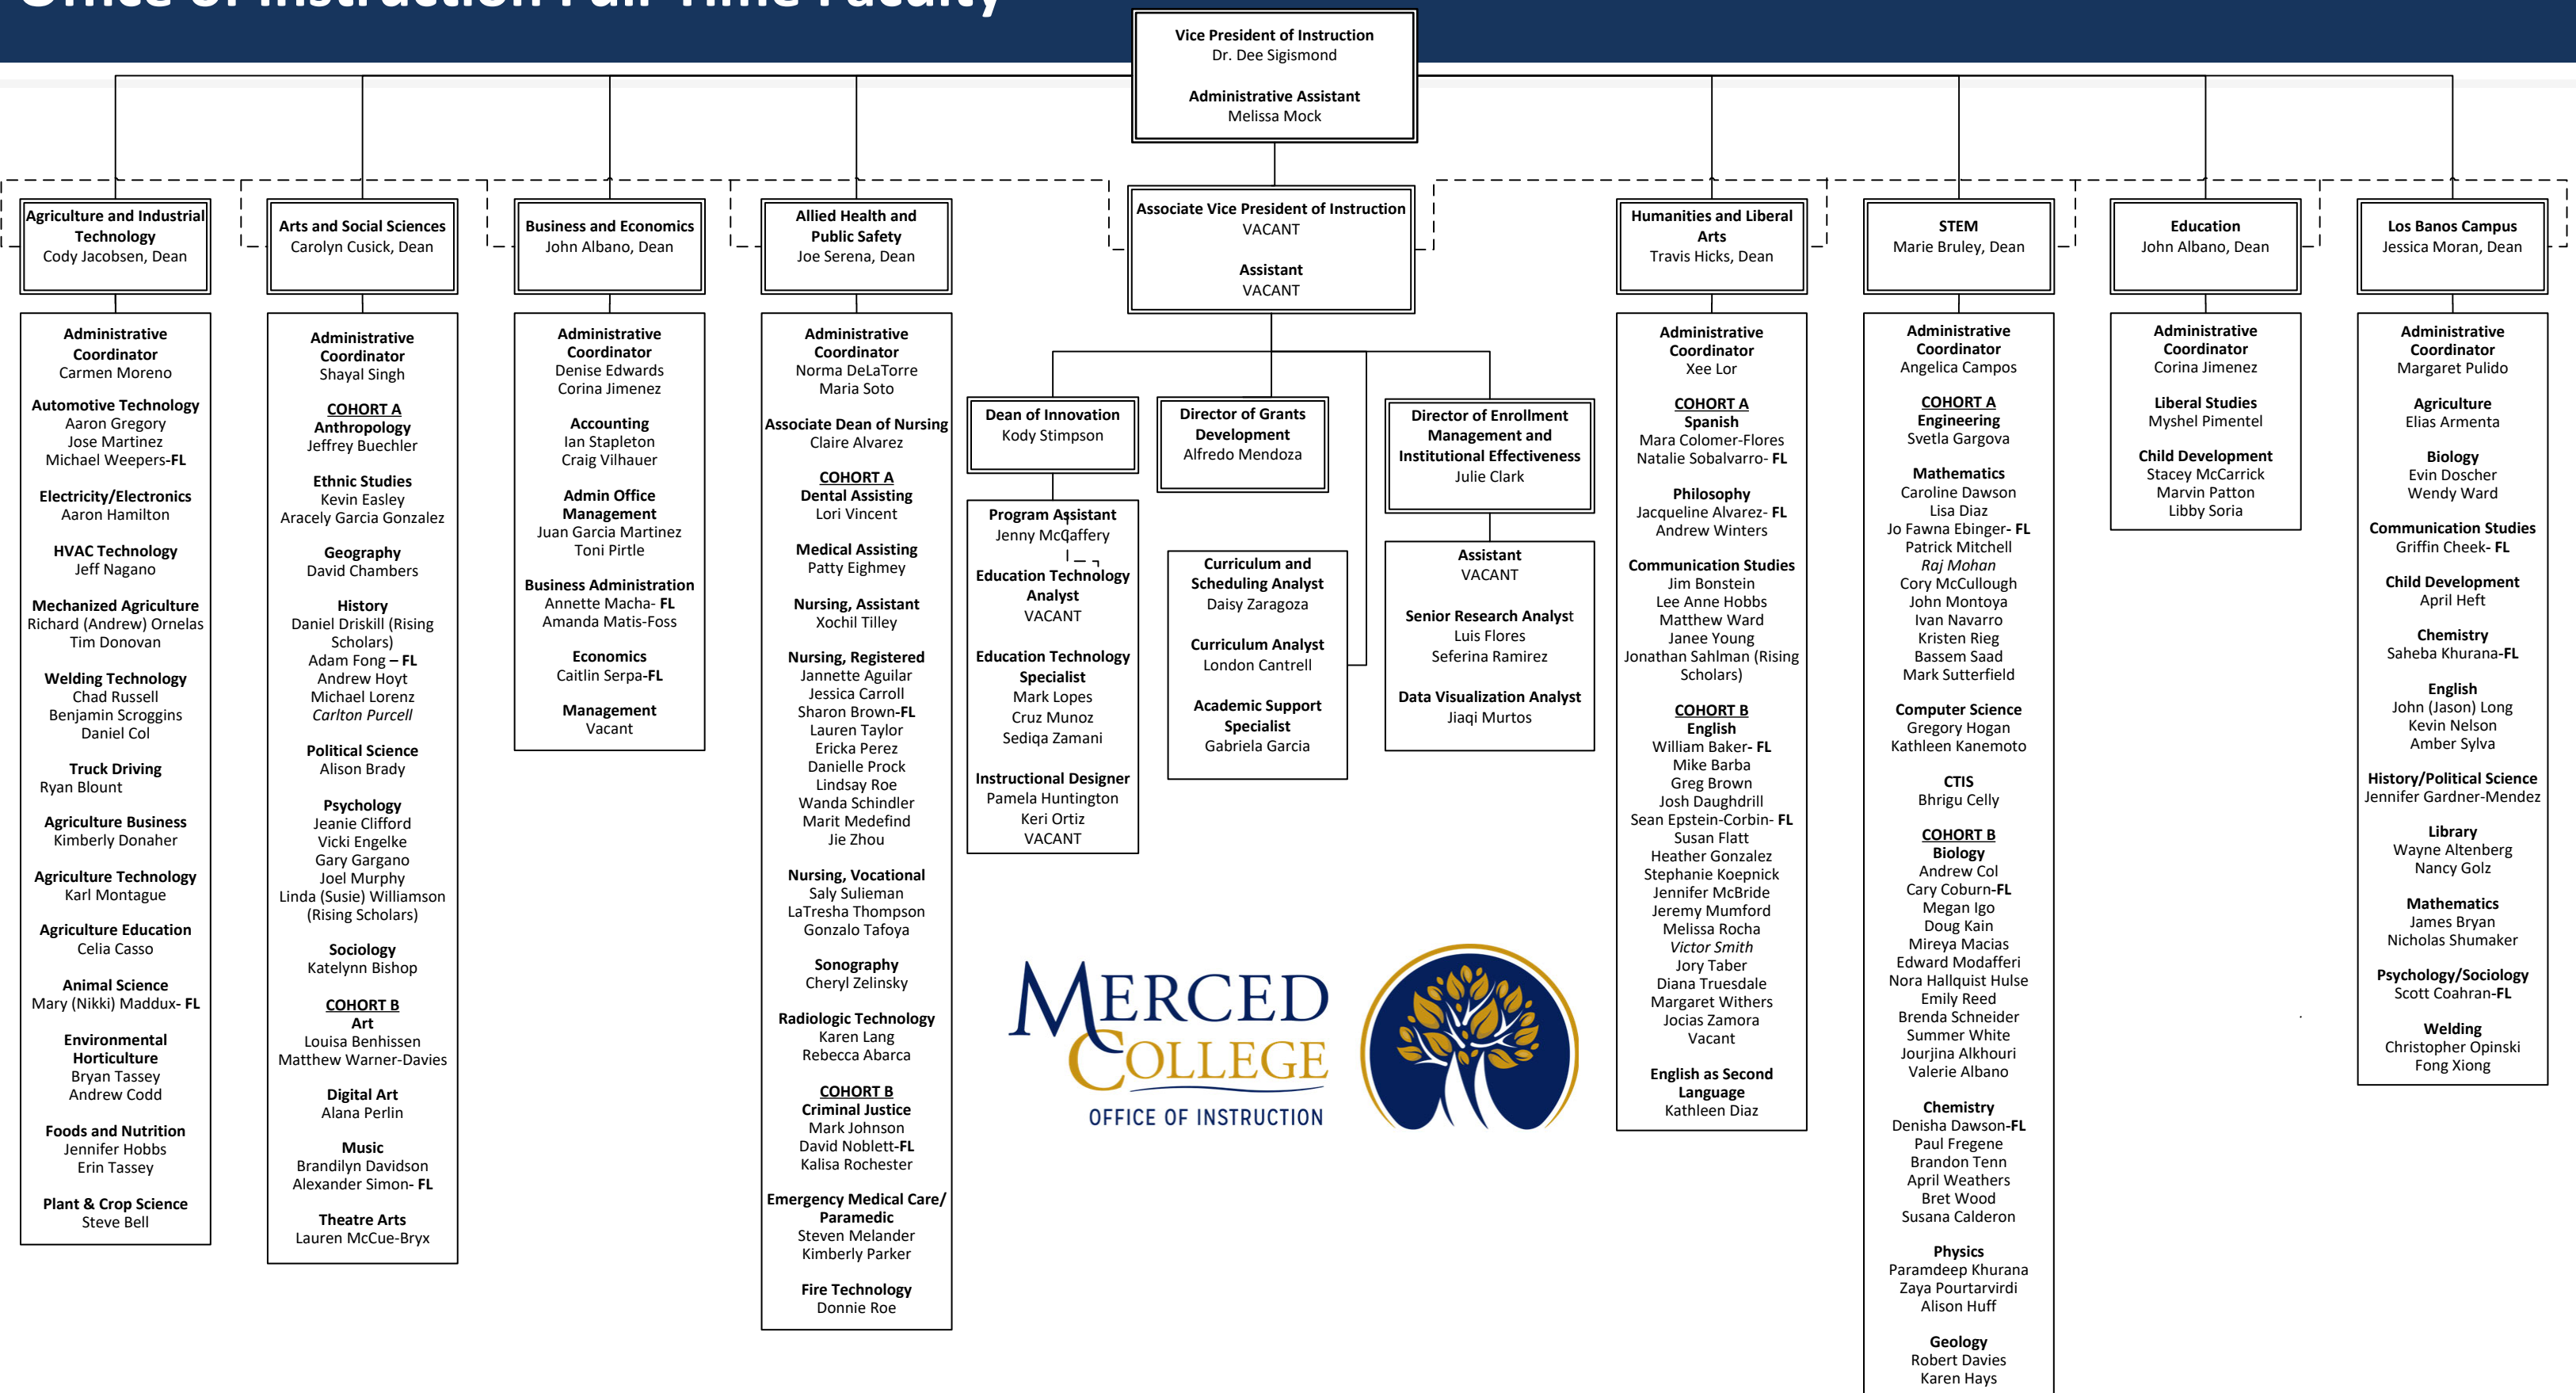 Office of Instruction Full-Time Faculty
Vice President of Instruction
Dr. Dee Sigismond
Administrative Assistant
Melissa Mock
Agriculture and Industrial
Technology
Cody Jacobsen, Dean
Administrative
Coordinator
Carmen Moreno
Automotive Technology
Aaron Gregory
Jose Martinez
Michael Weepers-FL
Electricity/Electronics
Aaron Hamilton
HVAC Technology
Jeff Nagano
Mechanized Agriculture
Richard (Andrew) Ornelas
Tim Donovan
Welding Technology
Chad Russell
Benjamin Scroggins
Daniel Col
Truck Driving
Ryan Blount
Agriculture Business
Kimberly Donaher
Agriculture Technology
Karl Montague
Agriculture Education
Celia Casso
Animal Science
Mary (Nikki) Maddux- FL
Environmental
Horticulture
Bryan Tassey
Andrew Codd
Foods and Nutrition
Jennifer Hobbs
Erin Tassey
Plant & Crop Science
Steve Bell
Arts and Social Sciences
Carolyn Cusick, Dean
Administrative
Coordinator
Shayal Singh
COHORT A
Anthropology
Jeffrey Buechler
Ethnic Studies
Kevin Easley
Aracely Garcia Gonzalez
Geography
David Chambers
History
Daniel Driskill (Rising
Scholars)
Adam Fong – FL
Andrew Hoyt
Michael Lorenz
Carlton Purcell
Political Science
Alison Brady
Psychology
Jeanie Clifford
Vicki Engelke
Gary Gargano
Joel Murphy
Linda (Susie) Williamson
(Rising Scholars)
Sociology
Katelynn Bishop
COHORT B
Art
Louisa Benhissen
Matthew Warner-Davies
Digital Art
Alana Perlin
Music
Brandilyn Davidson
Alexander Simon- FL
Theatre Arts
Lauren McCue-Bryx
Business and Economics
John Albano, Dean
Administrative
Coordinator
Denise Edwards
Corina Jimenez
Accounting
Ian Stapleton
Craig Vilhauer
Admin Office
Management
Juan Garcia Martinez
Toni Pirtle
Business Administration
Annette Macha- FL
Amanda Matis-Foss
Economics
Caitlin Serpa-FL
Management
Vacant
Allied Health and
Public Safety
Joe Serena, Dean
Administrative
Coordinator
Norma DeLaTorre
Maria Soto
Associate Dean of Nursing
Claire Alvarez
COHORT A
Dental Assisting
Lori Vincent
Medical Assisting
Patty Eighmey
Nursing, Assistant
Xochil Tilley
Nursing, Registered
Jannette Aguilar
Jessica Carroll
Sharon Brown-FL
Lauren Taylor
Ericka Perez
Danielle Prock
Lindsay Roe
Wanda Schindler
Marit Medefind
Jie Zhou
Nursing, Vocational
Saly Sulieman
LaTresha Thompson
Gonzalo Tafoya
Sonography
Cheryl Zelinsky
Radiologic Technology
Karen Lang
Rebecca Abarca
COHORT B
Criminal Justice
Mark Johnson
David Noblett-FL
Kalisa Rochester
Emergency Medical Care/
Paramedic
Steven Melander
Kimberly Parker
Fire Technology
Donnie Roe
Associate Vice President of Instruction
VACANT
Assistant
VACANT
Dean of Innovation
Kody Stimpson
Program Assistant
Jenny McCaffery
Education Technology
Analyst
VACANT
Education Technology
Specialist
Mark Lopes
Cruz Munoz
Sediqa Zamani
Instructional Designer
Pamela Huntington
Keri Ortiz
VACANT
Director of Grants
Development
Alfredo Mendoza
Curriculum and
Scheduling Analyst
Daisy Zaragoza
Curriculum Analyst
London Cantrell
Academic Support
Specialist
Gabriela Garcia
Director of Enrollment
Management and
Institutional Effectiveness
Julie Clark
Assistant
VACANT
Senior Research Analyst
Luis Flores
Seferina Ramirez
Data Visualization Analyst
Jiaqi Murtos
MERCED
COLLEGE
OFFICE OF INSTRUCTION
Humanities and Liberal
Arts
Travis Hicks, Dean
Administrative
Coordinator
Xee Lor
COHORT A
Spanish
Mara Colomer-Flores
Natalie Sobalvarro- FL
Philosophy
Jacqueline Alvarez- FL
Andrew Winters
Communication Studies
Jim Bonstein
Lee Anne Hobbs
Matthew Ward
Janee Young
Jonathan Sahlman (Rising
Scholars)
COHORT B
English
William Baker- FL
Mike Barba
Greg Brown
Josh Daughdrill
Sean Epstein-Corbin- FL
Susan Flatt
Heather Gonzalez
Stephanie Koepnick
Jennifer McBride
Jeremy Mumford
Melissa Rocha
Victor Smith
Jory Taber
Diana Truesdale
Margaret Withers
Jocias Zamora
Vacant
English as Second
Language
Kathleen Diaz
STEM
Marie Bruley, Dean
Administrative
Coordinator
Angelica Campos
COHORT A
Engineering
Svetla Gargova
Mathematics
Caroline Dawson
Lisa Diaz
Jo Fawna Ebinger- FL
Patrick Mitchell
Raj Mohan
Cory McCullough
John Montoya
Ivan Navarro
Kristen Rieg
Bassem Saad
Mark Sutterfield
Computer Science
Gregory Hogan
Kathleen Kanemoto
CTIS
Bhrigu Celly
COHORT B
Biology
Andrew Col
Cary Coburn-FL
Megan Igo
Doug Kain
Mireya Macias
Edward Modafferi
Nora Hallquist Hulse
Emily Reed
Brenda Schneider
Summer White
Jourjina Alkhouri
Valerie Albano
Chemistry
Denisha Dawson-FL
Paul Fregene
Brandon Tenn
April Weathers
Bret Wood
Susana Calderon
Physics
Paramdeep Khurana
Zaya Pourtarvirdi
Alison Huff
Geology
Robert Davies
Karen Hays
Education
John Albano, Dean
Administrative
Coordinator
Corina Jimenez
Liberal Studies
Myshel Pimentel
Child Development
Stacey McCarrick
Marvin Patton
Libby Soria
Los Banos Campus
Jessica Moran, Dean
Administrative
Coordinator
Margaret Pulido
Agriculture
Elias Armenta
Biology
Evin Doscher
Wendy Ward
Communication Studies
Griffin Cheek- FL
Child Development
April Heft
Chemistry
Saheba Khurana-FL
English
John (Jason) Long
Kevin Nelson
Amber Sylva
History/Political Science
Jennifer Gardner-Mendez
Library
Wayne Altenberg
Nancy Golz
Mathematics
James Bryan
Nicholas Shumaker
Psychology/Sociology
Scott Coahran-FL
Welding
Christopher Opinski
Fong Xiong